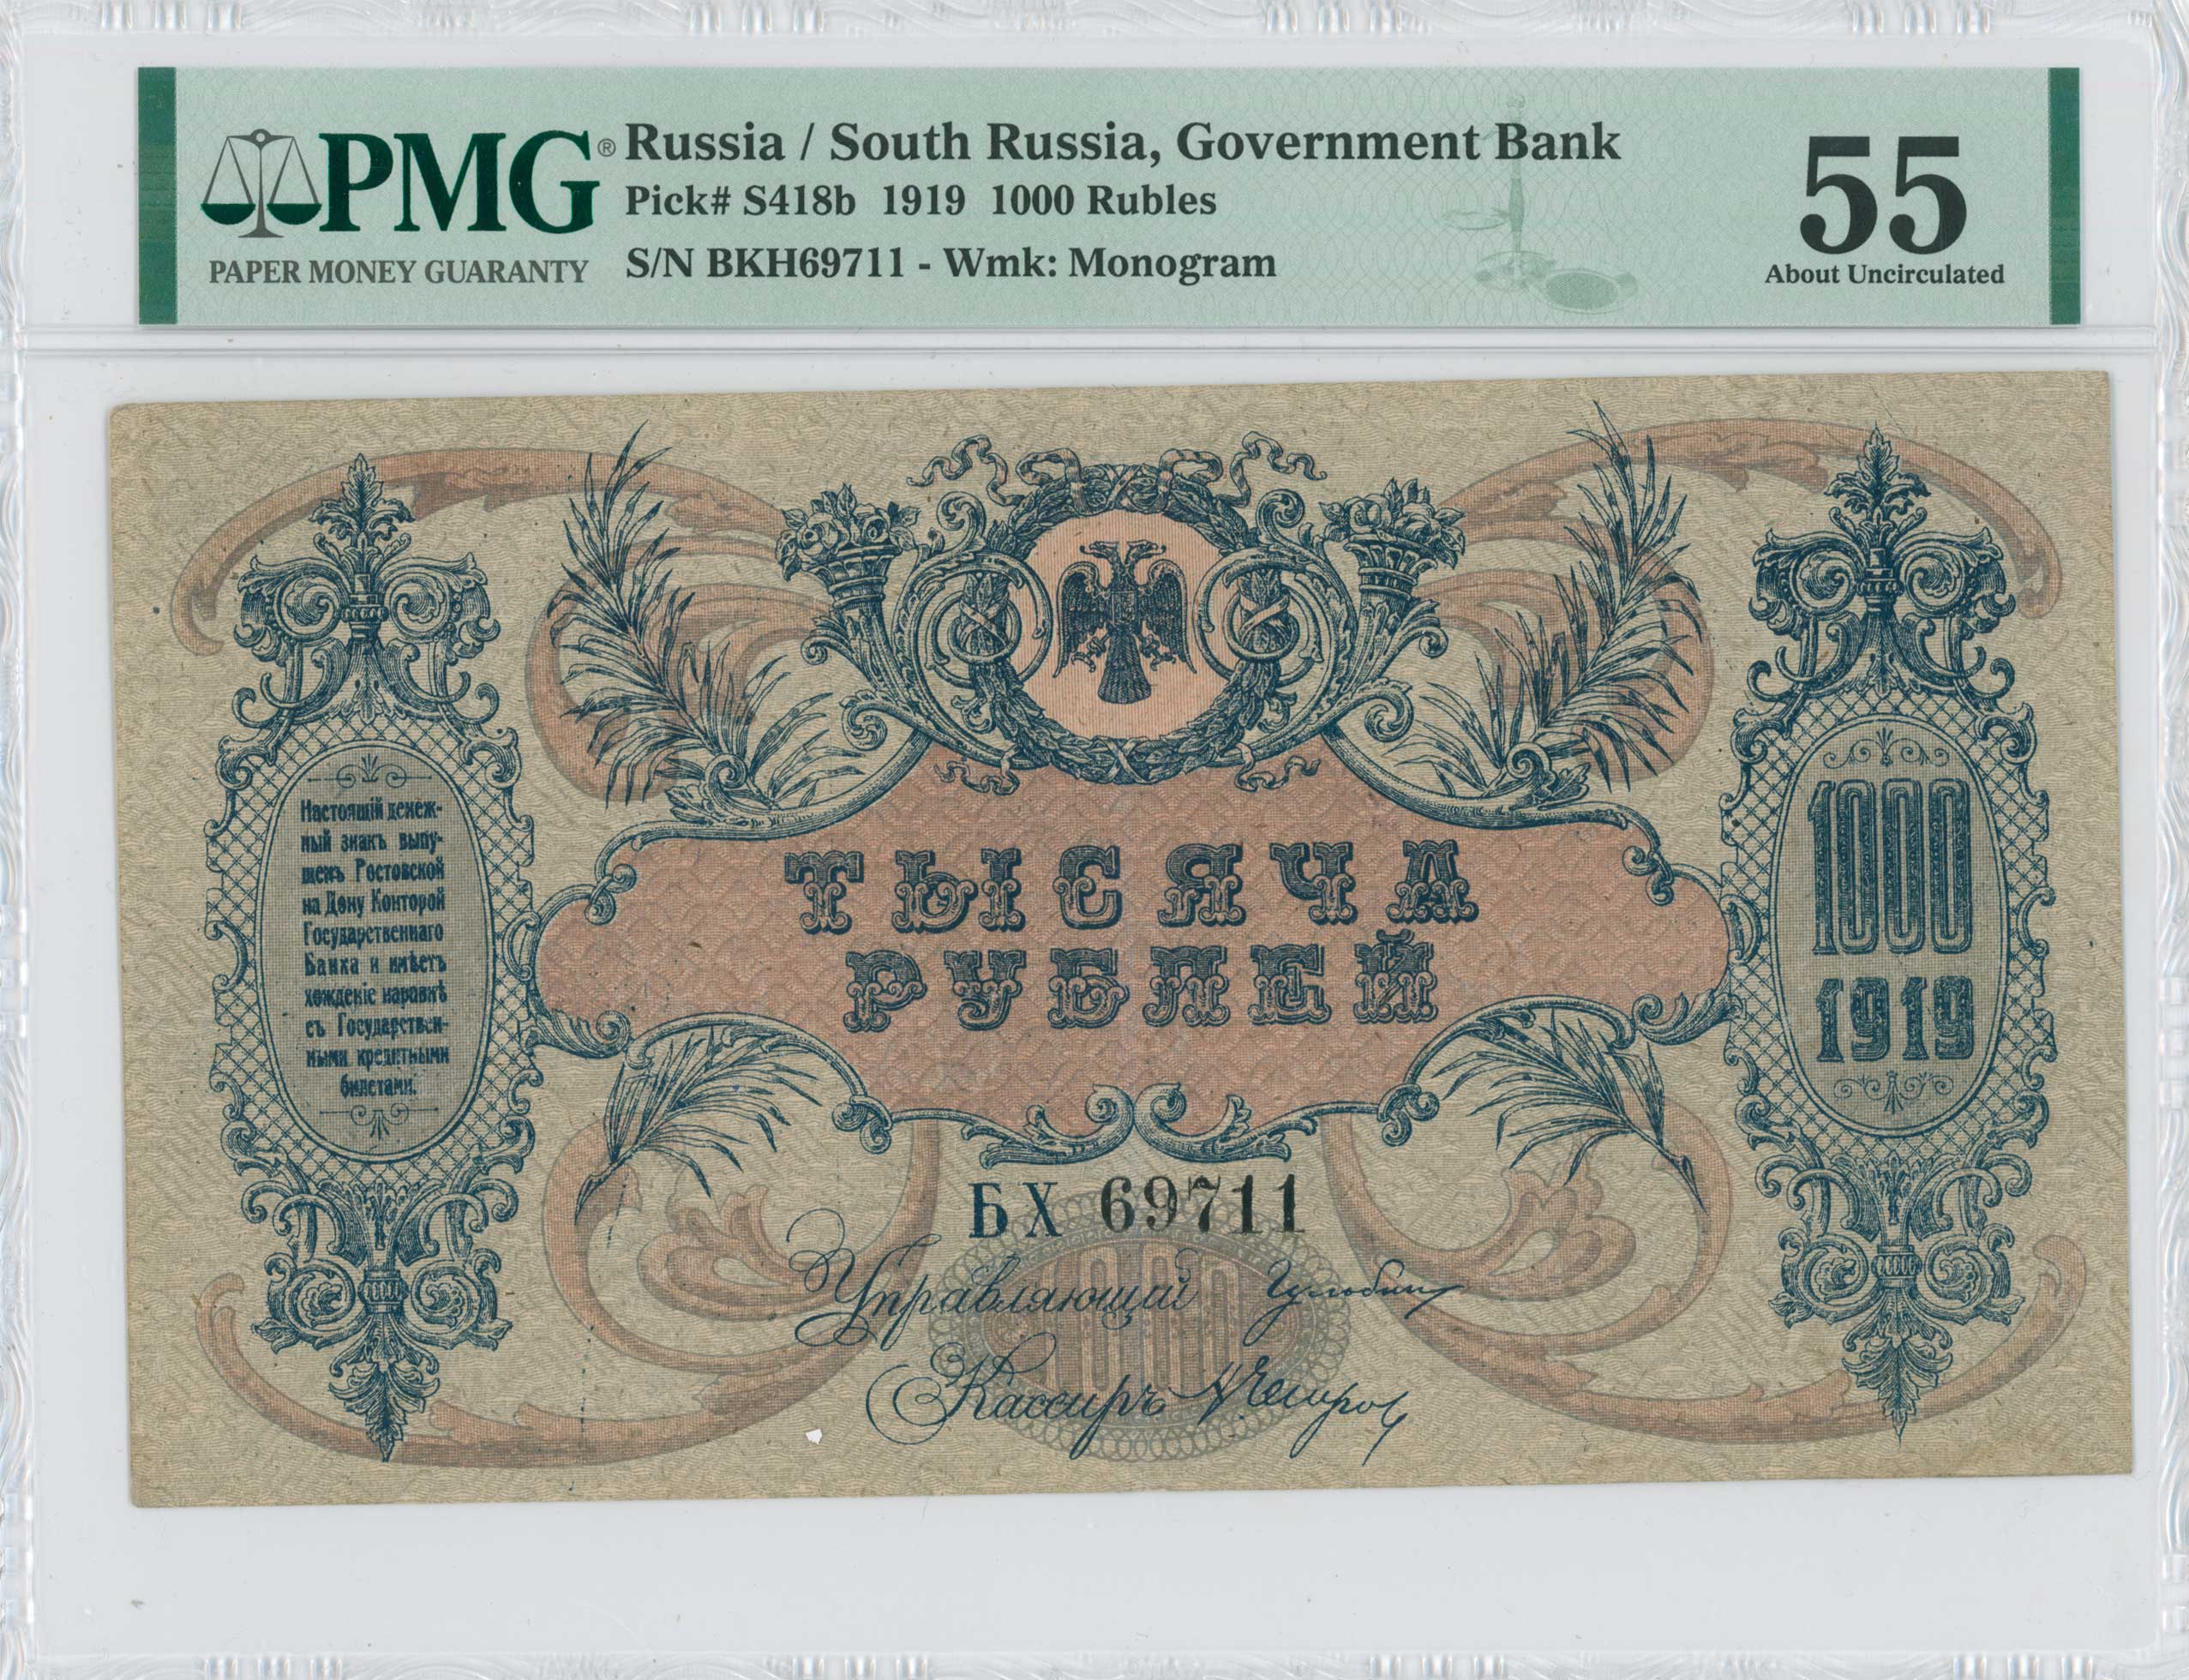 PMG®
PAPER MONEY GUARANTY
Russia / South Russia, Government Bank
Pick# S418b 1919 1000 Rubles
S/N BKH69711 - Wmk: Monogram
55
About Uncirculated
Настоящій денеж-
ный знакъ выпу-
щенъ Ростовской
на Дону Конторой
Государственнаго
Банка и имѣетъ
хожденіе наравнѣ
съ Государствен-
ными кредитными
билетами.
ТЫСЯЧА
РУБЛЕЙ
1000
1919
БХ 69711
Управляющій
1000
Кассиръ